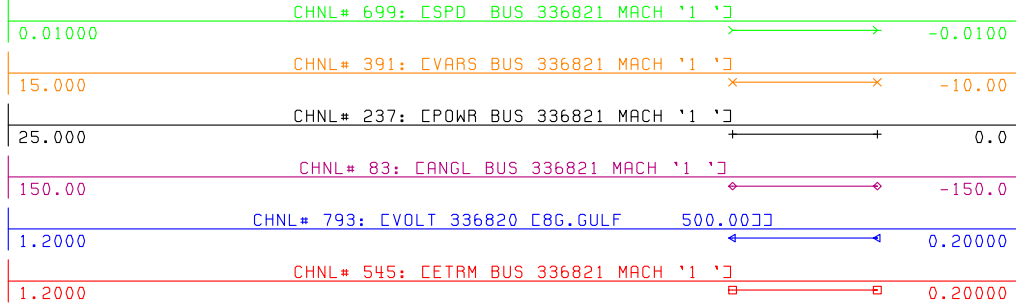 CHNL# 699: [SPD  BUS 336821 MACH '1 ']
0.01000 -0.0100
CHNL# 391: [VARS BUS 336821 MACH '1 ']
15.000 -10.00
CHNL# 237: [POWR BUS 336821 MACH '1 ']
25.000 0.0
CHNL# 83: [ANGL BUS 336821 MACH '1 ']
150.00 -150.0
CHNL# 793: [VOLT 336820 [8G.GULF     500.00]]
1.2000 0.20000
CHNL# 545: [ETRM BUS 336821 MACH '1 ']
1.2000 0.20000